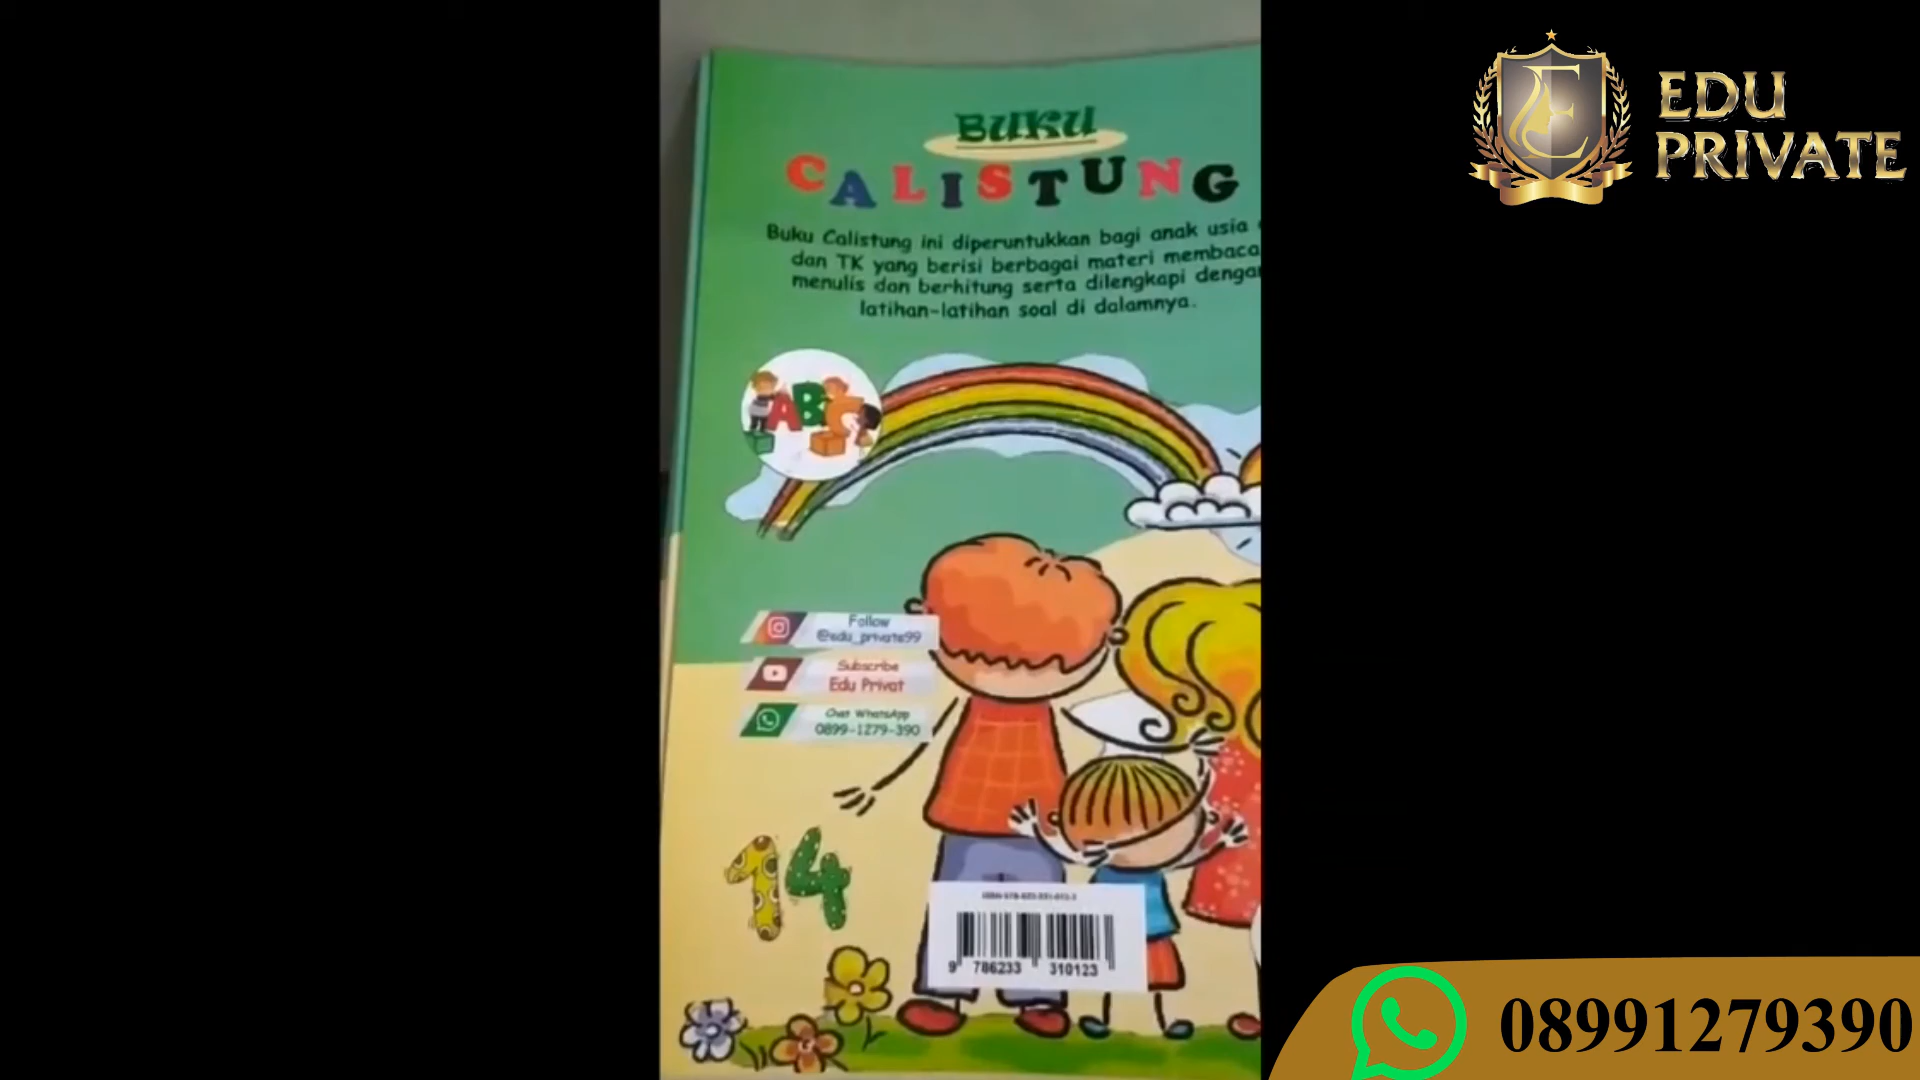 BUKU
CALISTUNG
Buku Calistung ini diperuntukkan bagi anak usia
dan TK yang berisi berbagai materi membaca
menulis dan berhitung serta dilengkapi dengan
latihan-latihan soal di dalamnya.
ABC
Follow
@edu_private99
Subscribe
Edu Privat
Chat WhatsApp
0899-1279-390
14
9 786233 310123
EDU
PRIVATE
08991279390